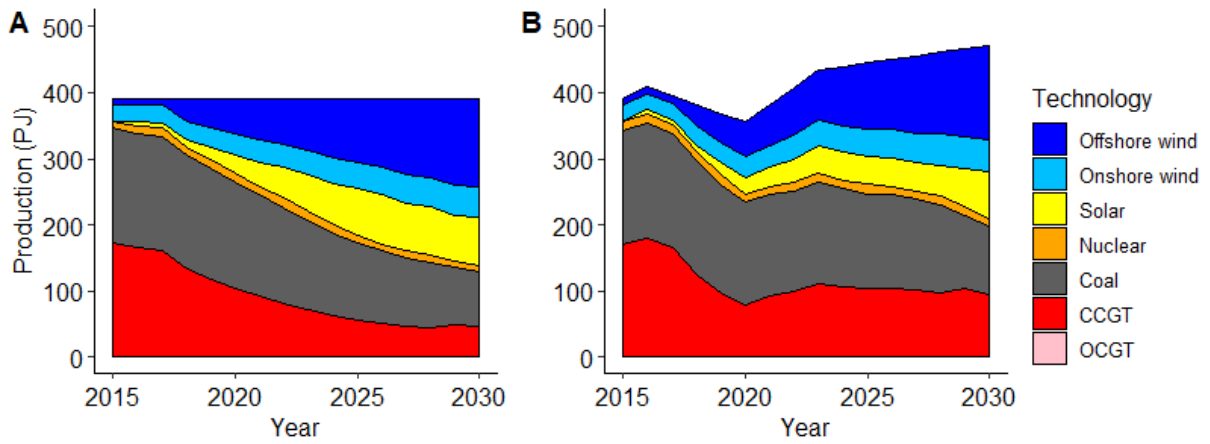 A
Production (PJ)
500
400
300
200
100
0
2015 2020 2025 2030
Year
B
500
400
300
200
100
0
2015 2020 2025 2030
Year
Technology
Offshore wind
Onshore wind
Solar
Nuclear
Coal
CCGT
OCGT